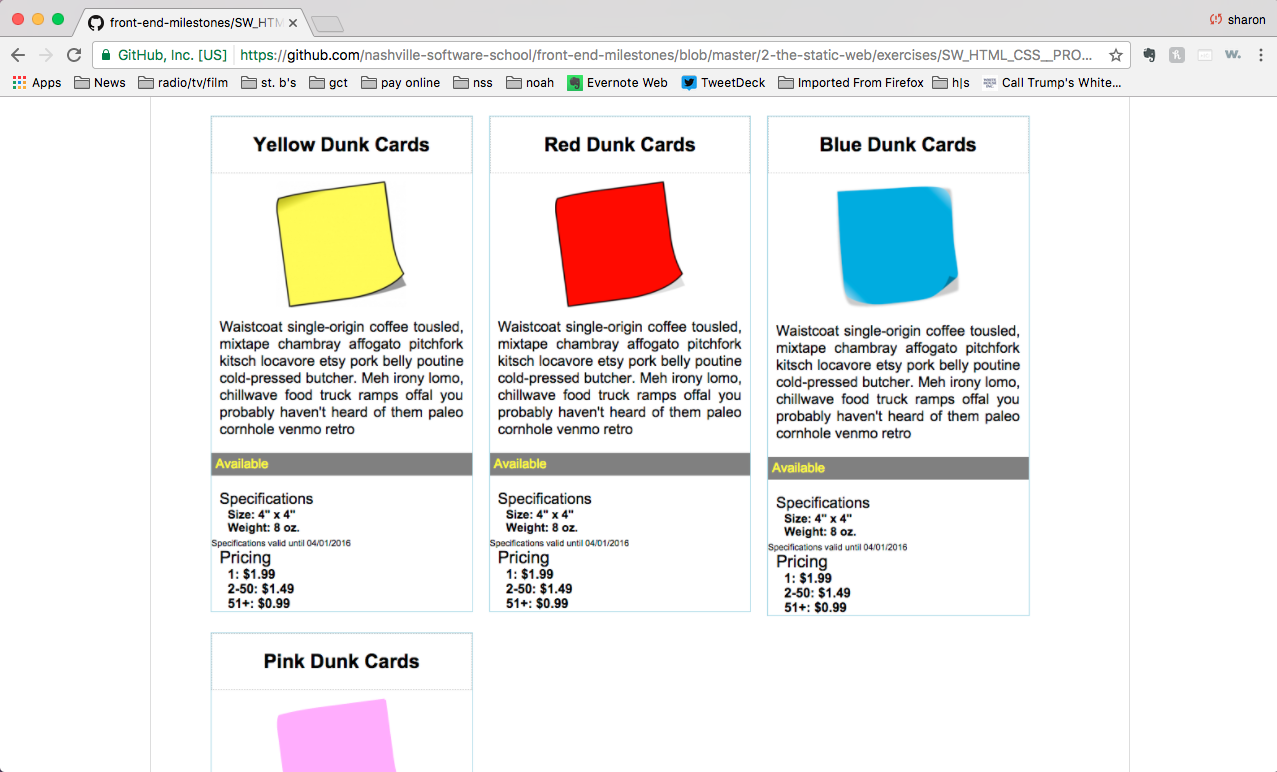 front-end-milestones/SW_HTM
sharon
GitHub, Inc. [US]
https://github.com/nashville-software-school/front-end-milestones/blob/master/2-the-static-web/exercises/SW_HTML_CSS__PRO...
w.
Apps
News
radio/tv/film
st. b's
gct
pay online
nss
noah
Evernote Web
TweetDeck
Imported From Firefox
h|s
Call Trump's White...
Yellow Dunk Cards
Waistcoat single-origin coffee tousled,
mixtape chambray affogato pitchfork
kitsch locavore etsy pork belly poutine
cold-pressed butcher. Meh irony lomo,
chillwave food truck ramps offal you
probably haven't heard of them paleo
cornhole venmo retro
Available
Specifications
Size: 4" x 4"
Weight: 8 oz.
Specifications valid until 04/01/2016
Pricing
1: $1.99
2-50: $1.49
51+: $0.99
Red Dunk Cards
Waistcoat single-origin coffee tousled,
mixtape chambray affogato pitchfork
kitsch locavore etsy pork belly poutine
cold-pressed butcher. Meh irony lomo,
chillwave food truck ramps offal you
probably haven't heard of them paleo
cornhole venmo retro
Available
Specifications
Size: 4" x 4"
Weight: 8 oz.
Specifications valid until 04/01/2016
Pricing
1: $1.99
2-50: $1.49
51+: $0.99
Blue Dunk Cards
Waistcoat single-origin coffee tousled,
mixtape chambray affogato pitchfork
kitsch locavore etsy pork belly poutine
cold-pressed butcher. Meh irony lomo,
chillwave food truck ramps offal you
probably haven't heard of them paleo
cornhole venmo retro
Available
Specifications
Size: 4" x 4"
Weight: 8 oz.
Specifications valid until 04/01/2016
Pricing
1: $1.99
2-50: $1.49
51+: $0.99
Pink Dunk Cards